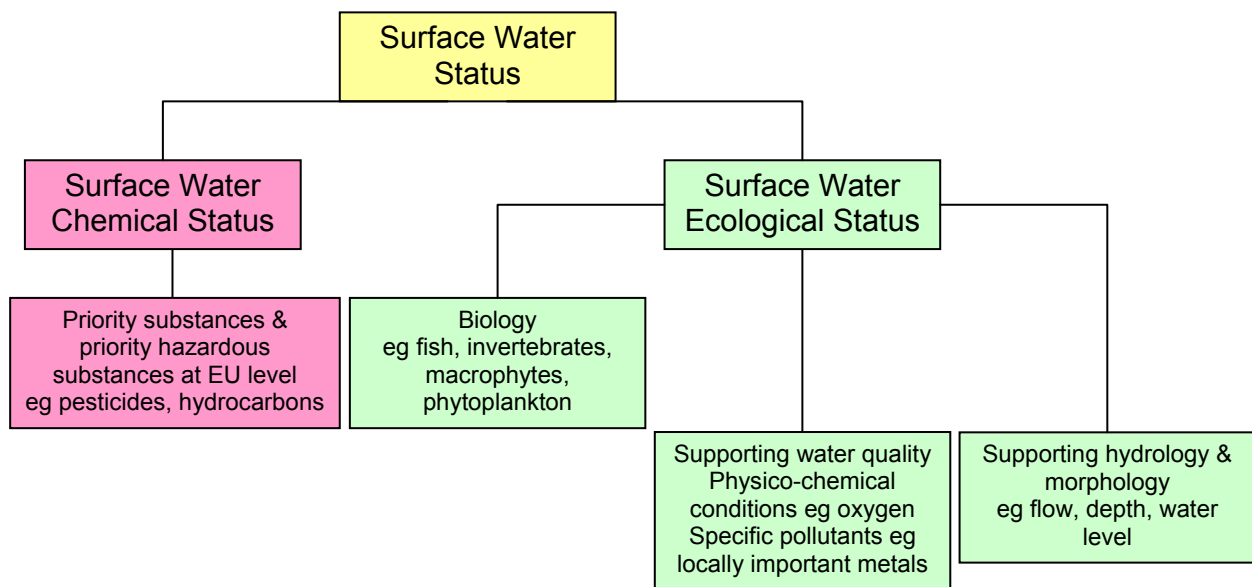 Surface Water
Status
Surface Water
Chemical Status
Surface Water
Ecological Status
Priority substances &
priority hazardous
substances at EU level
eg pesticides, hydrocarbons
Biology
eg fish, invertebrates,
macrophytes,
phytoplankton
Supporting water quality
Physico-chemical
conditions eg oxygen
Specific pollutants eg
locally important metals
Supporting hydrology &
morphology
eg flow, depth, water
level